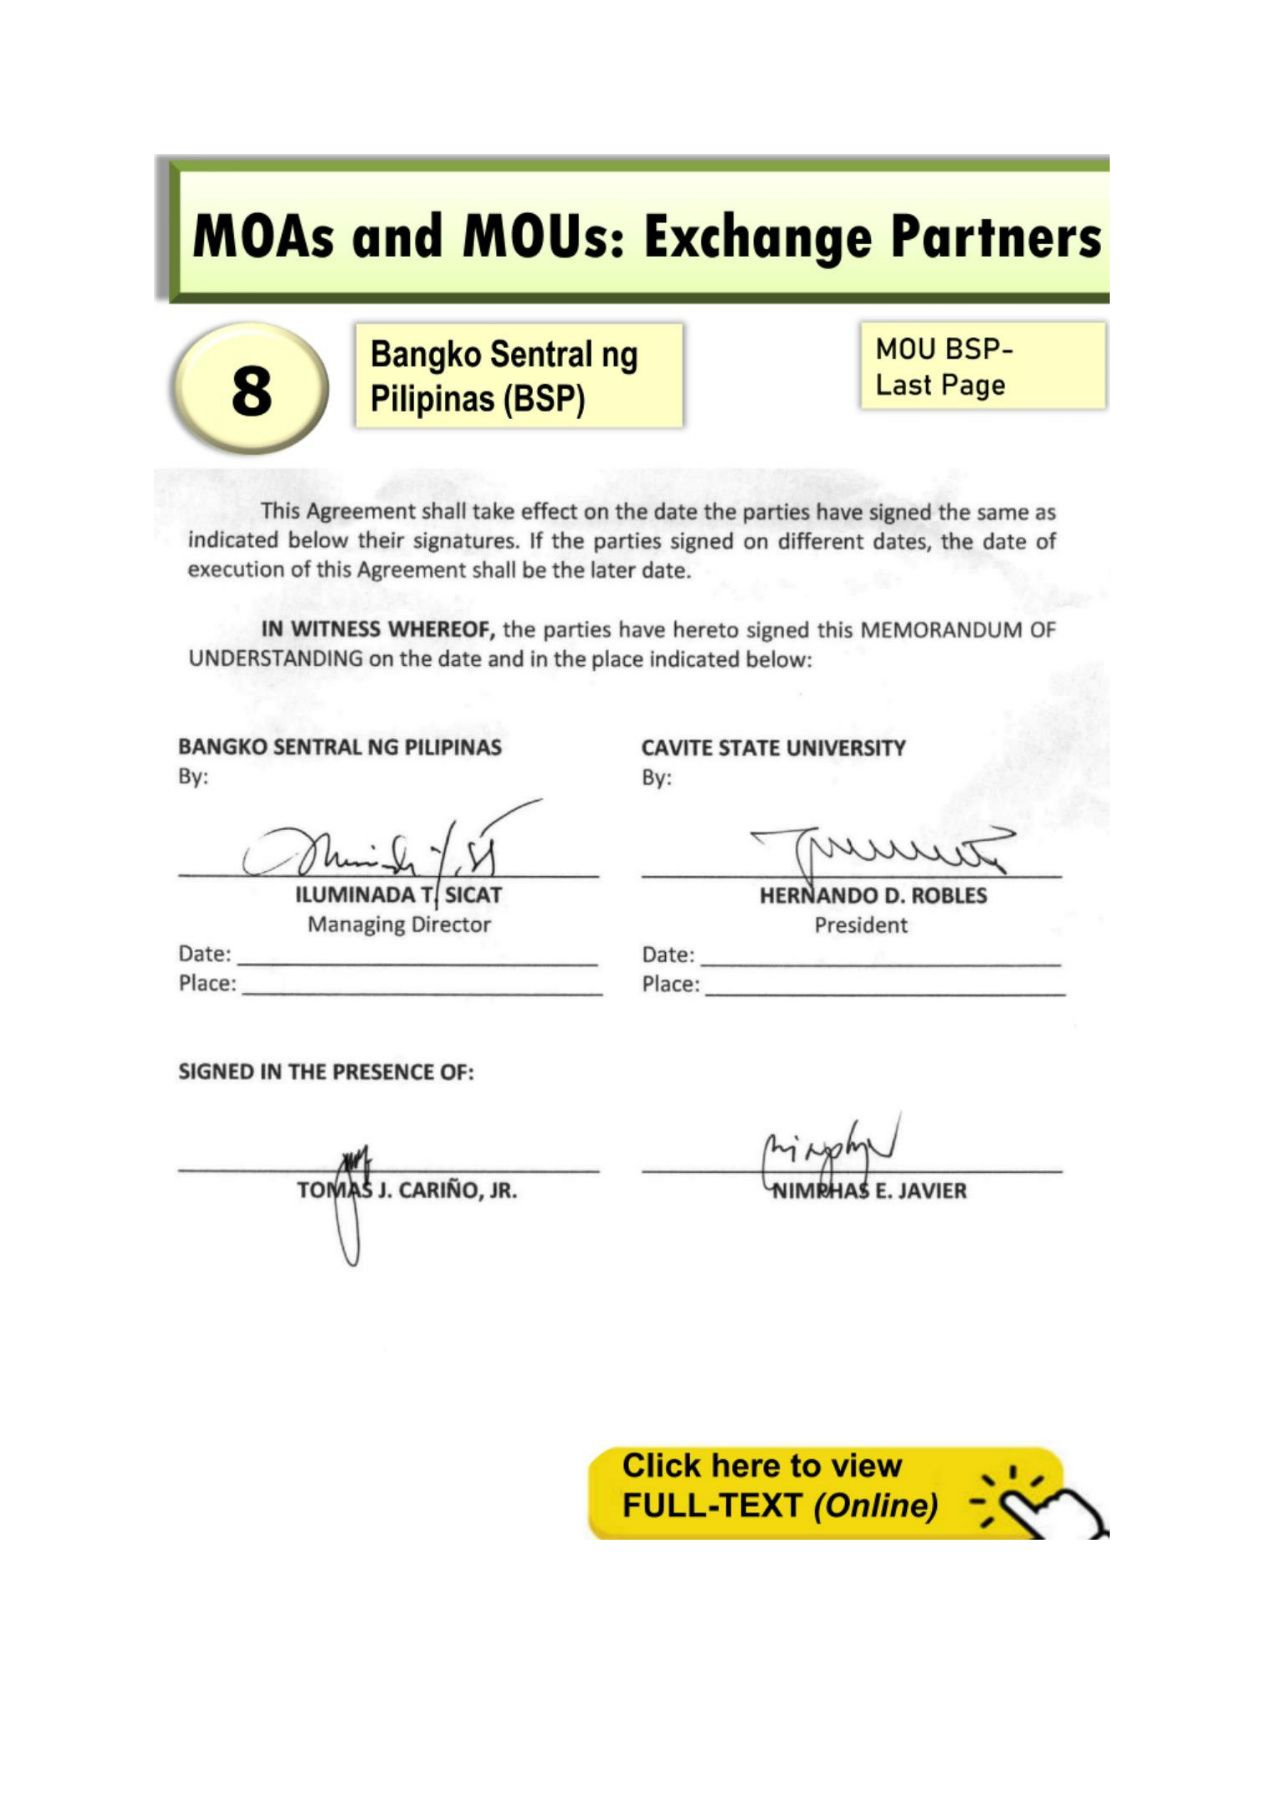 MOAs and MOUs: Exchange Partners
8
Bangko Sentral ng
Pilipinas (BSP)
MOU BSP-
Last Page
This Agreement shall take effect on the date the parties have signed the same as
indicated below their signatures. If the parties signed on different dates, the date of
execution of this Agreement shall be the later date.
IN WITNESS WHEREOF, the parties have hereto signed this MEMORANDUM OF
UNDERSTANDING on the date and in the place indicated below:
BANGKO SENTRAL NG PILIPINAS
By:
ILUMINADA T. SICAT
Managing Director
Date:
Place:
CAVITE STATE UNIVERSITY
By:
HERNANDO D. ROBLES
President
Date:
Place:
SIGNED IN THE PRESENCE OF:
TOMAS J. CARIÑO, JR.
NIMPHAS E. JAVIER
Click here to view
FULL-TEXT (Online)